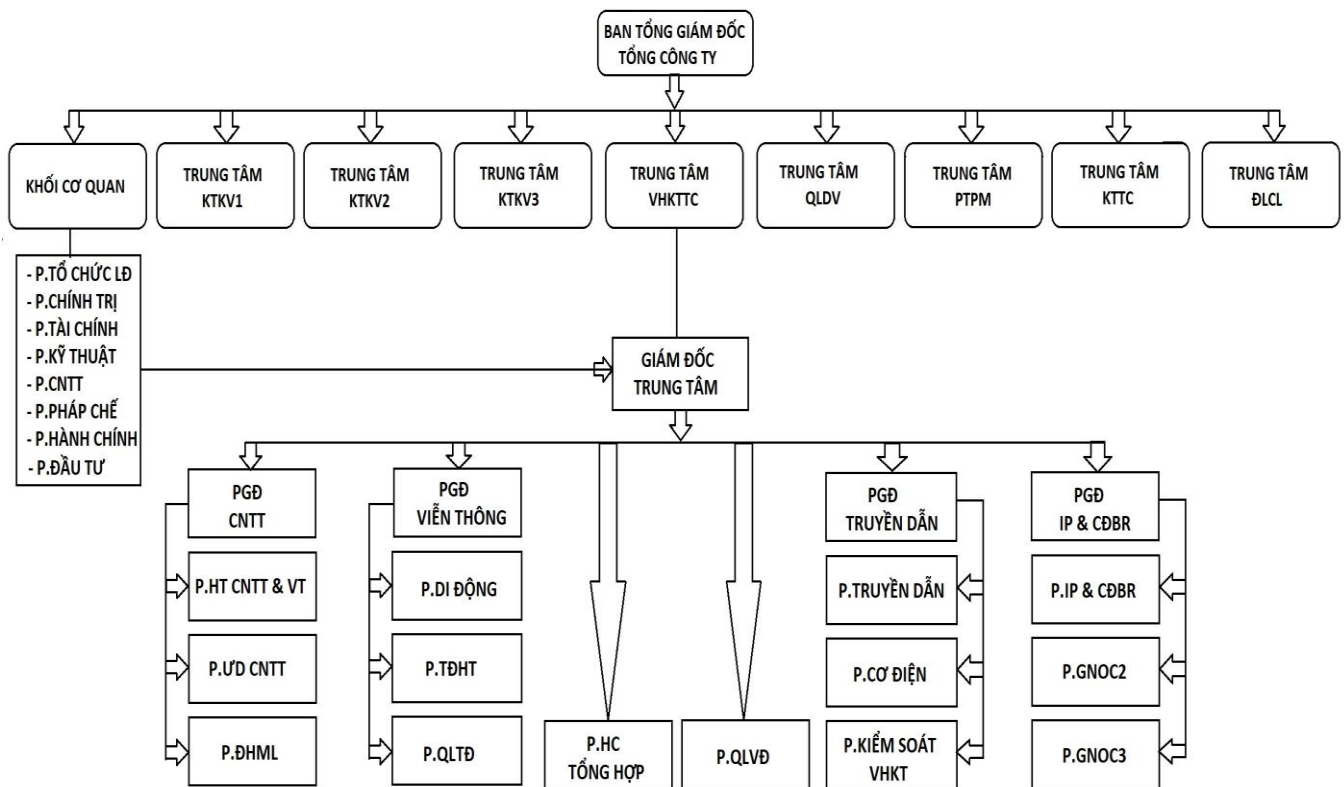 BAN TỔNG GIÁM ĐỐC
TỔNG CÔNG TY
KHỐI CƠ QUAN
TRUNG TÂM
KTKV1
TRUNG TÂM
KTKV2
TRUNG TÂM
KTKV3
TRUNG TÂM
VHKTTC
TRUNG TÂM
QLDV
TRUNG TÂM
PTPM
TRUNG TÂM
KTTC
TRUNG TÂM
ĐLCL
- P.TỔ CHỨC LĐ
- P.CHÍNH TRỊ
- P.TÀI CHÍNH
- P.KỸ THUẬT
- P.CNTT
- P.PHÁP CHẾ
- P.HÀNH CHÍNH
- P.ĐẦU TƯ
GIÁM ĐỐC
TRUNG TÂM
PGĐ
CNTT
P.HT CNTT & VT
P.ƯD CNTT
P.ĐHML
PGĐ
VIỄN THÔNG
P.DI ĐỘNG
P.TĐHT
P.QLTĐ
P.HC
TỔNG HỢP
P.QLVĐ
PGĐ
TRUYỀN DẪN
P.TRUYỀN DẪN
P.CƠ ĐIỆN
P.KIỂM SOÁT
VHKT
PGĐ
IP & CĐBR
P.IP & CĐBR
P.GNOC2
P.GNOC3